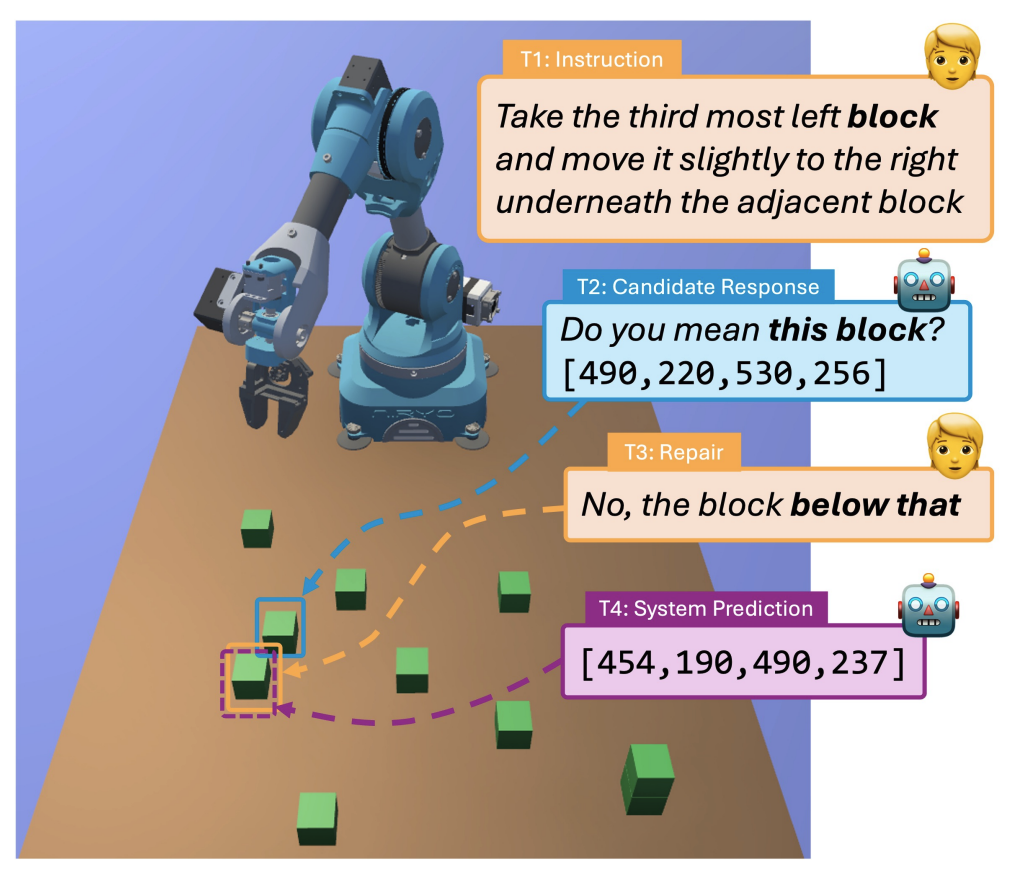 T1: Instruction
Take the third most left block
and move it slightly to the right
underneath the adjacent block
T2: Candidate Response
Do you mean this block?
[490,220,530,256]
NIRYO
T3: Repair
No, the block below that
T4: System Prediction
[454,190,490,237]